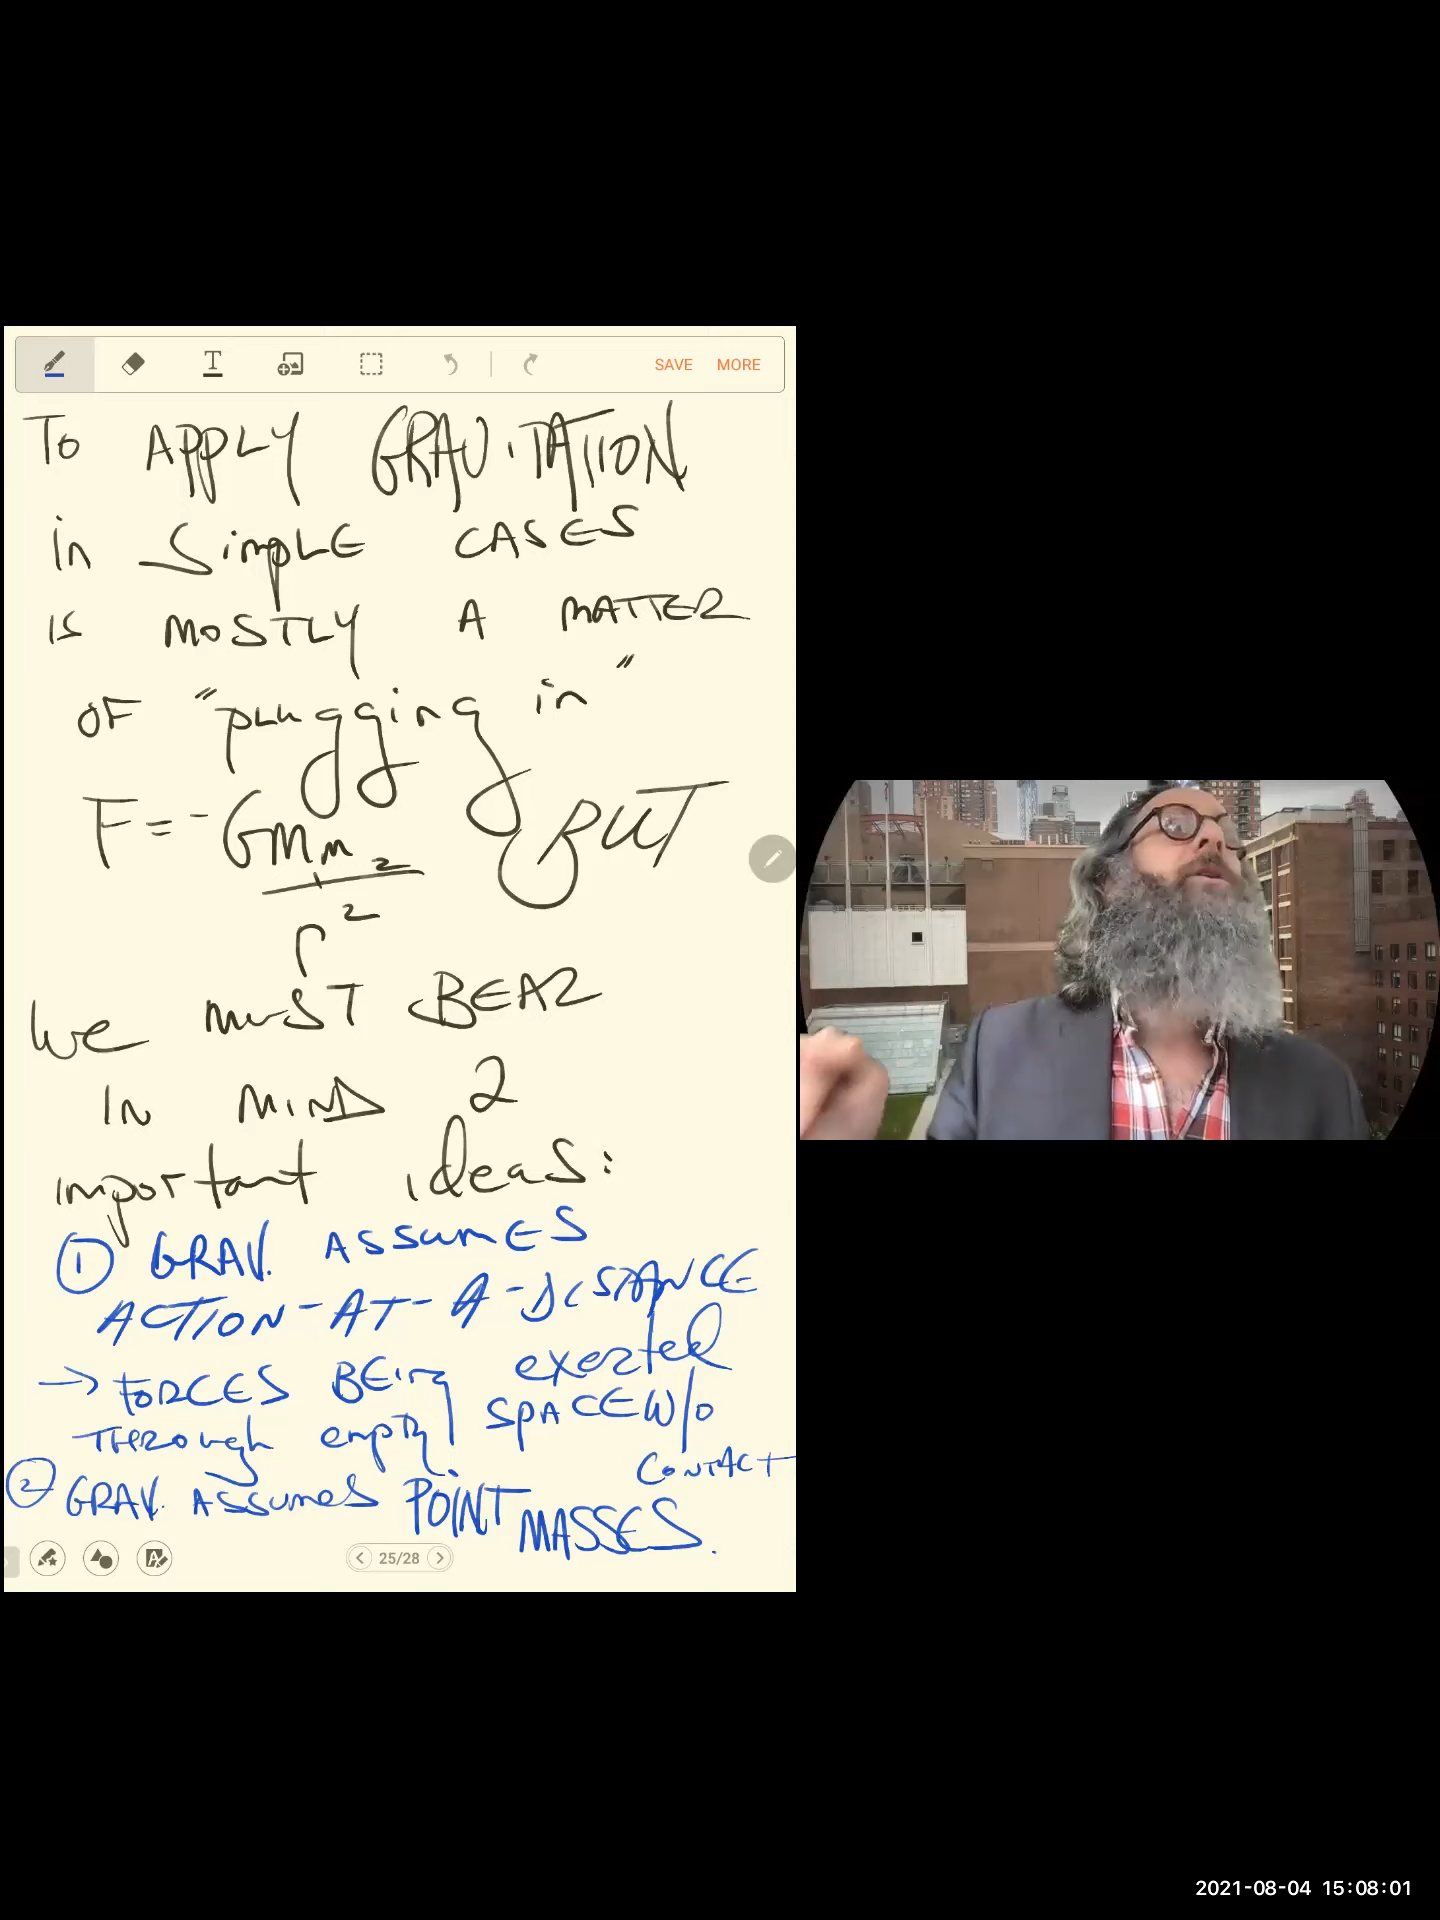 T
SAVE MORE
To APPLY GRAVITATION
in SimpLE CASES
is MOSTLY A MATTER
OF "plugging in"
F = -Gm₁m₂ BUT
r²
We must BEAR
IN MIND 2
important ideas:
① GRAV. ASSUMES
ACTION-AT-A-DISTANCE
→ FORCES BEing exerted
THROUGH empty SPACE W/O
CONTACT
② GRAV. ASSUMES POINT MASSES.
25/28
2021-08-04 15:08:01